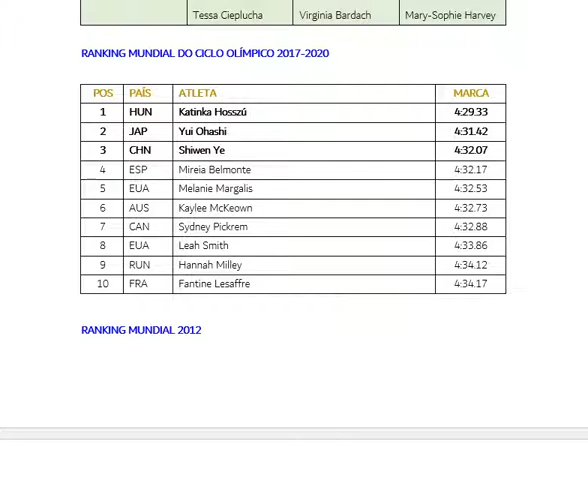 Tessa Cieplucha Virginia Bardach Mary-Sophie Harvey
RANKING MUNDIAL DO CICLO OLÍMPICO 2017-2020
POS PAÍS ATLETA MARCA
1 HUN Katinka Hosszú 4:29.33
2 JAP Yui Ohashi 4:31.42
3 CHN Shiwen Ye 4:32.07
4 ESP Mireia Belmonte 4:32.17
5 EUA Melanie Margalis 4:32.53
6 AUS Kaylee McKeown 4:32.73
7 CAN Sydney Pickrem 4:32.88
8 EUA Leah Smith 4:33.86
9 RUN Hannah Milley 4:34.12
10 FRA Fantine Lesaffre 4:34.17
RANKING MUNDIAL 2012